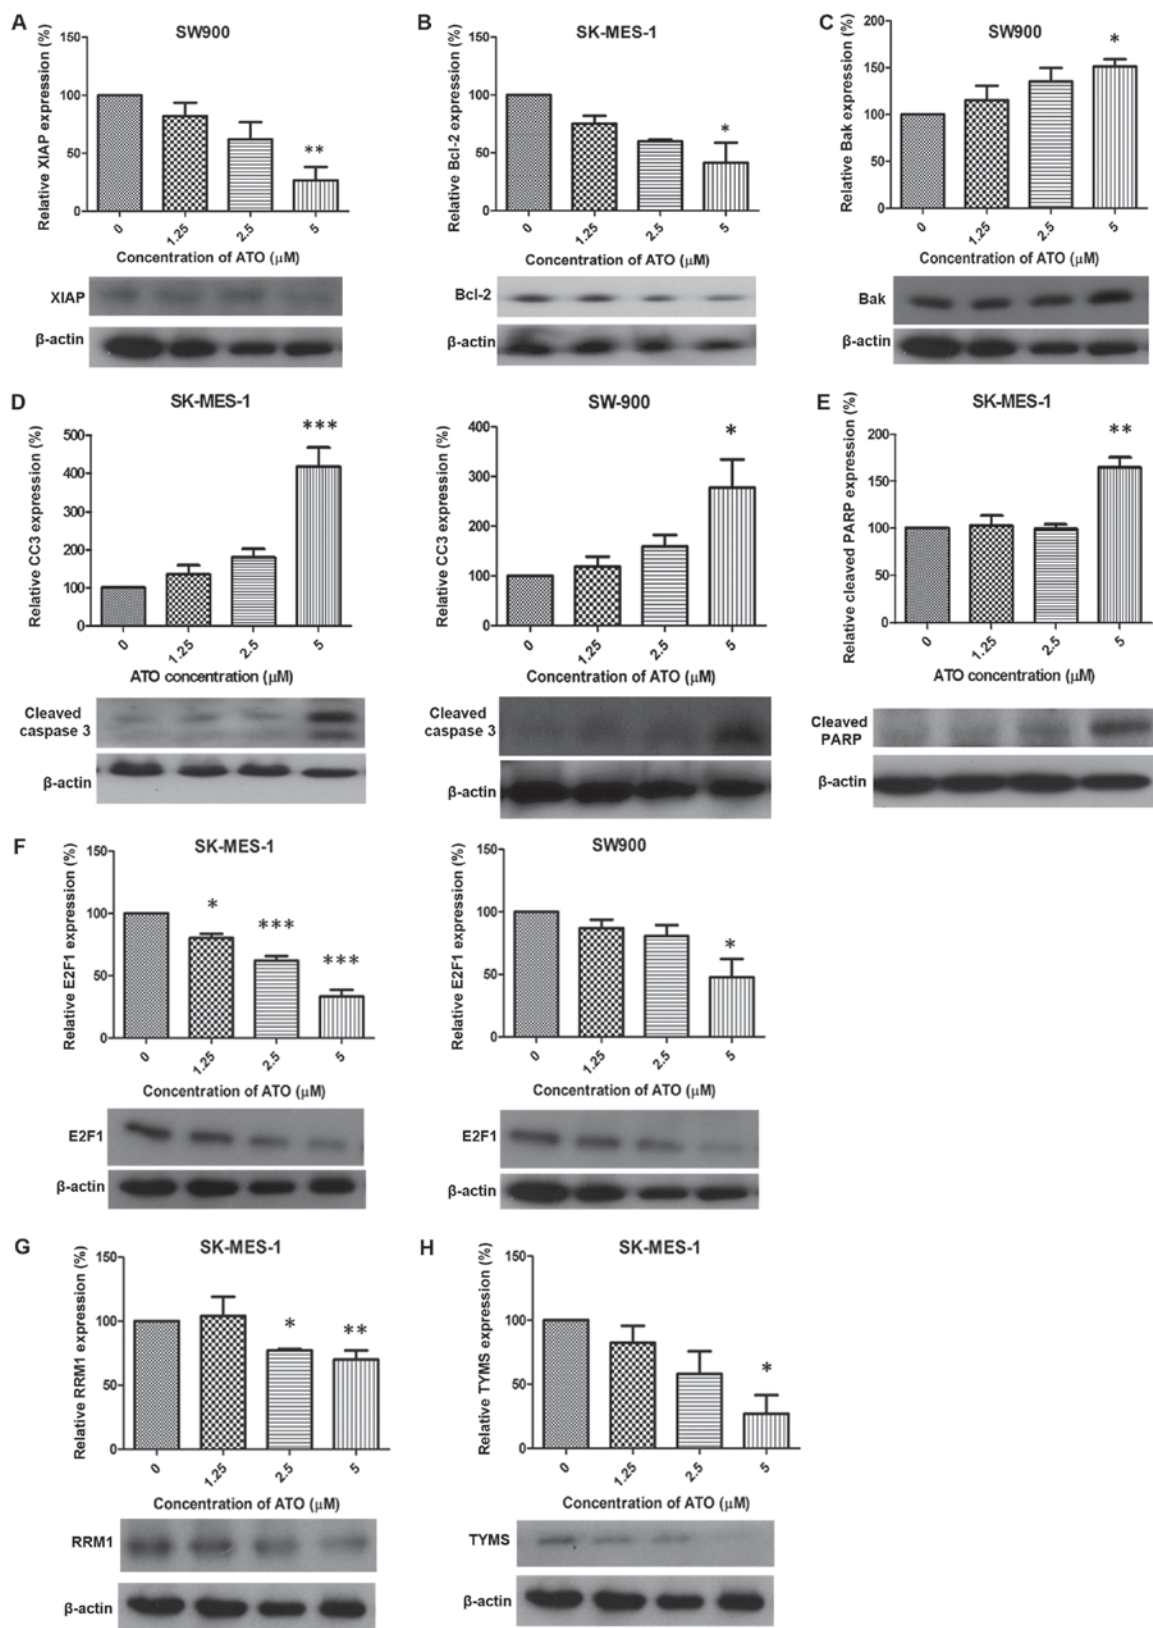 A
SW900
Relative XIAP expression (%)
150
100
50
0
**
0
1.25
2.5
5
Concentration of ATO (μM)
XIAP
β-actin
B
SK-MES-1
Relative Bcl-2 expression (%)
150
100
50
0
*
0
1.25
2.5
5
Concentration of ATO (μM)
Bcl-2
β-actin
C
SW900
Relative Bak expression (%)
200
150
100
50
0
*
0
1.25
2.5
5
Concentration of ATO (μM)
Bak
β-actin
D
SK-MES-1
Relative CC3 expression (%)
500
400
300
200
100
0
***
0
1.25
2.5
5
ATO concentration (μM)
Cleaved
caspase 3
β-actin
SW-900
Relative CC3 expression (%)
400
300
200
100
0
*
0
1.25
2.5
5
Concentration of ATO (μM)
Cleaved
caspase 3
β-actin
E
SK-MES-1
Relative cleaved PARP expression (%)
200
150
100
50
0
**
0
1.25
2.5
5
ATO concentration (μM)
Cleaved
PARP
β-actin
F
SK-MES-1
Relative E2F1 expression (%)
150
100
50
0
*
***
***
0
1.25
2.5
5
Concentration of ATO (μM)
E2F1
β-actin
SW900
Relative E2F1 expression (%)
150
100
50
0
*
0
1.25
2.5
5
Concentration of ATO (μM)
E2F1
β-actin
G
SK-MES-1
Relative RRM1 expression (%)
150
100
50
0
*
**
0
1.25
2.5
5
Concentration of ATO (μM)
RRM1
β-actin
H
SK-MES-1
Relative TYMS expression (%)
150
100
50
0
*
0
1.25
2.5
5
Concentration of ATO (μM)
TYMS
β-actin